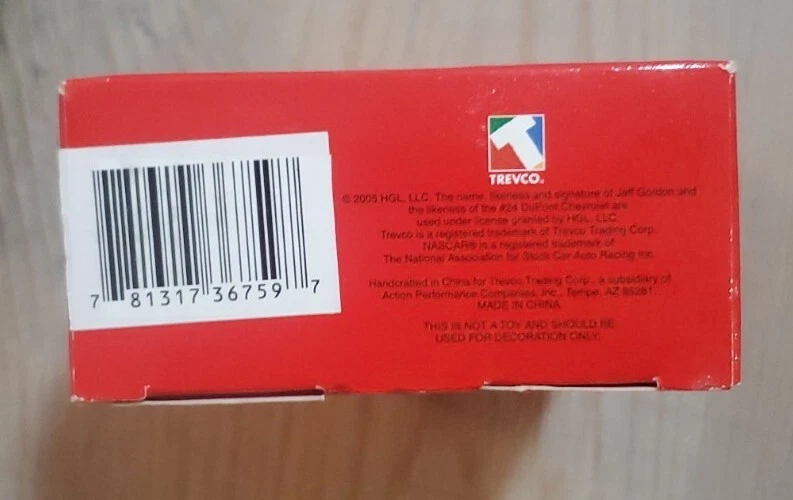 TREVCO®
© 2005 HGL, LLC. The name, likeness and signature of Jeff Gordon and
the likeness of the #24 DuPont Chevrolet are
used under license granted by HGL, LLC.
Trevco is a registered trademark of Trevco Trading Corp.
NASCAR® is a registered trademark of
The National Association for Stock Car Auto Racing Inc.
Handcrafted in China for Trevco Trading Corp., a subsidiary of
Action Performance Companies, Inc., Tempe, AZ 85281.
MADE IN CHINA
THIS IS NOT A TOY AND SHOULD BE
USED FOR DECORATION ONLY.
7 81317 36759 7